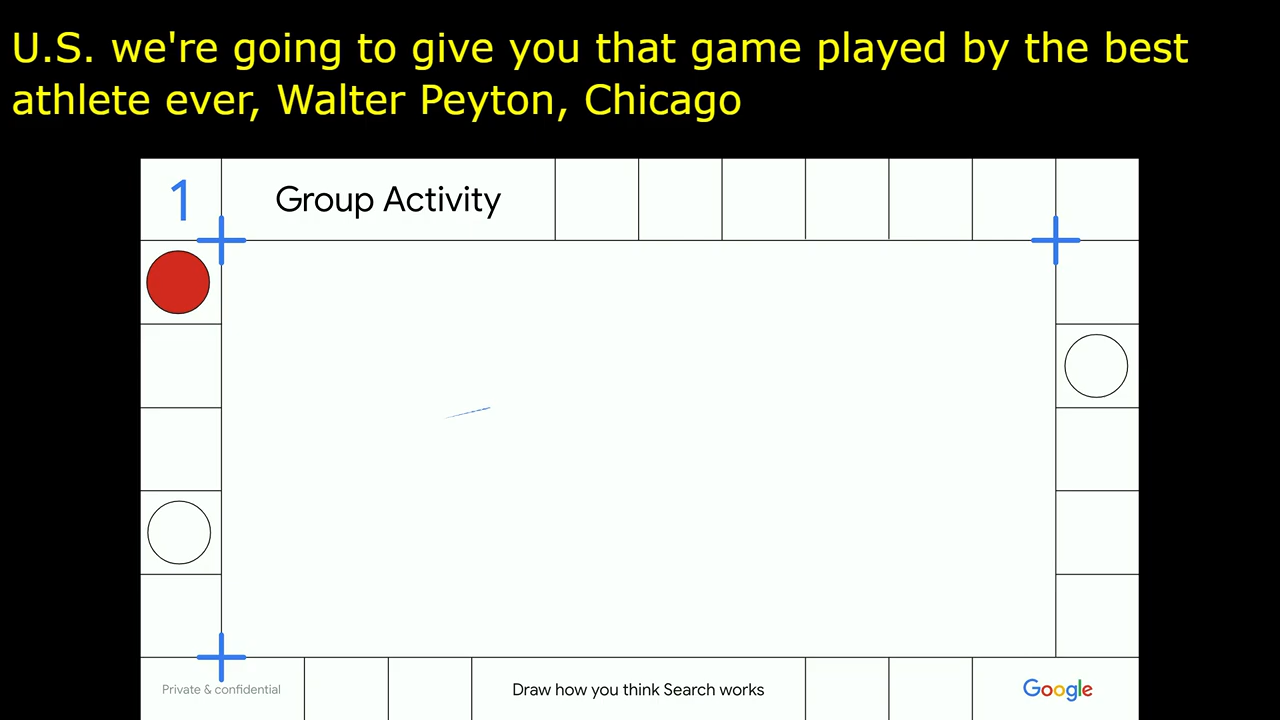 U.S. we're going to give you that game played by the best
athlete ever, Walter Peyton, Chicago
1
Group Activity
Private & confidential
Draw how you think Search works
Google